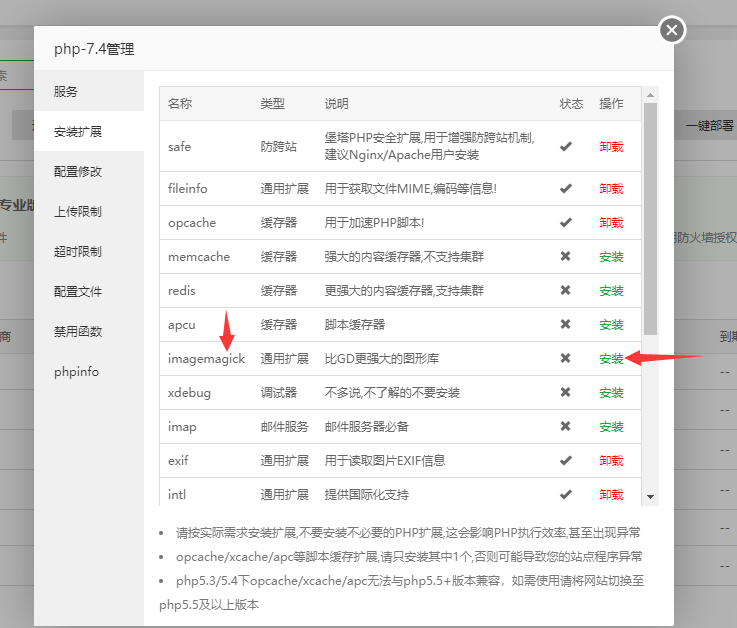 php-7.4管理
服务
安装扩展
配置修改
上传限制
超时限制
配置文件
禁用函数
phpinfo
名称 类型 说明 状态 操作
safe 防跨站 堡塔PHP安全扩展,用于增强防跨站机制,
建议Nginx/Apache用户安装 卸载
fileinfo 通用扩展 用于获取文件MIME,编码等信息! 卸载
opcache 缓存器 用于加速PHP脚本! 卸载
memcache 缓存器 强大的内容缓存器,不支持集群 安装
redis 缓存器 更强大的内容缓存器,支持集群 安装
apcu 缓存器 脚本缓存器 安装
imagemagick 通用扩展 比GD更强大的图形库 安装
xdebug 调试器 不多说,不了解的不要安装 安装
imap 邮件服务 邮件服务器必备 安装
exif 通用扩展 用于读取图片EXIF信息 卸载
intl 通用扩展 提供国际化支持 卸载
请按实际需求安装扩展,不要安装不必要的PHP扩展,这会影响PHP执行效率,甚至出现异常
opcache/xcache/apc等脚本缓存扩展,请只安装其中1个,否则可能导致您的站点程序异常
php5.3/5.4下opcache/xcache/apc无法与php5.5+版本兼容，如需使用请将网站切换至
php5.5及以上版本
索
专业版
件
商
一键部署
防火墙授权
到期
--
--
--
--
--
--